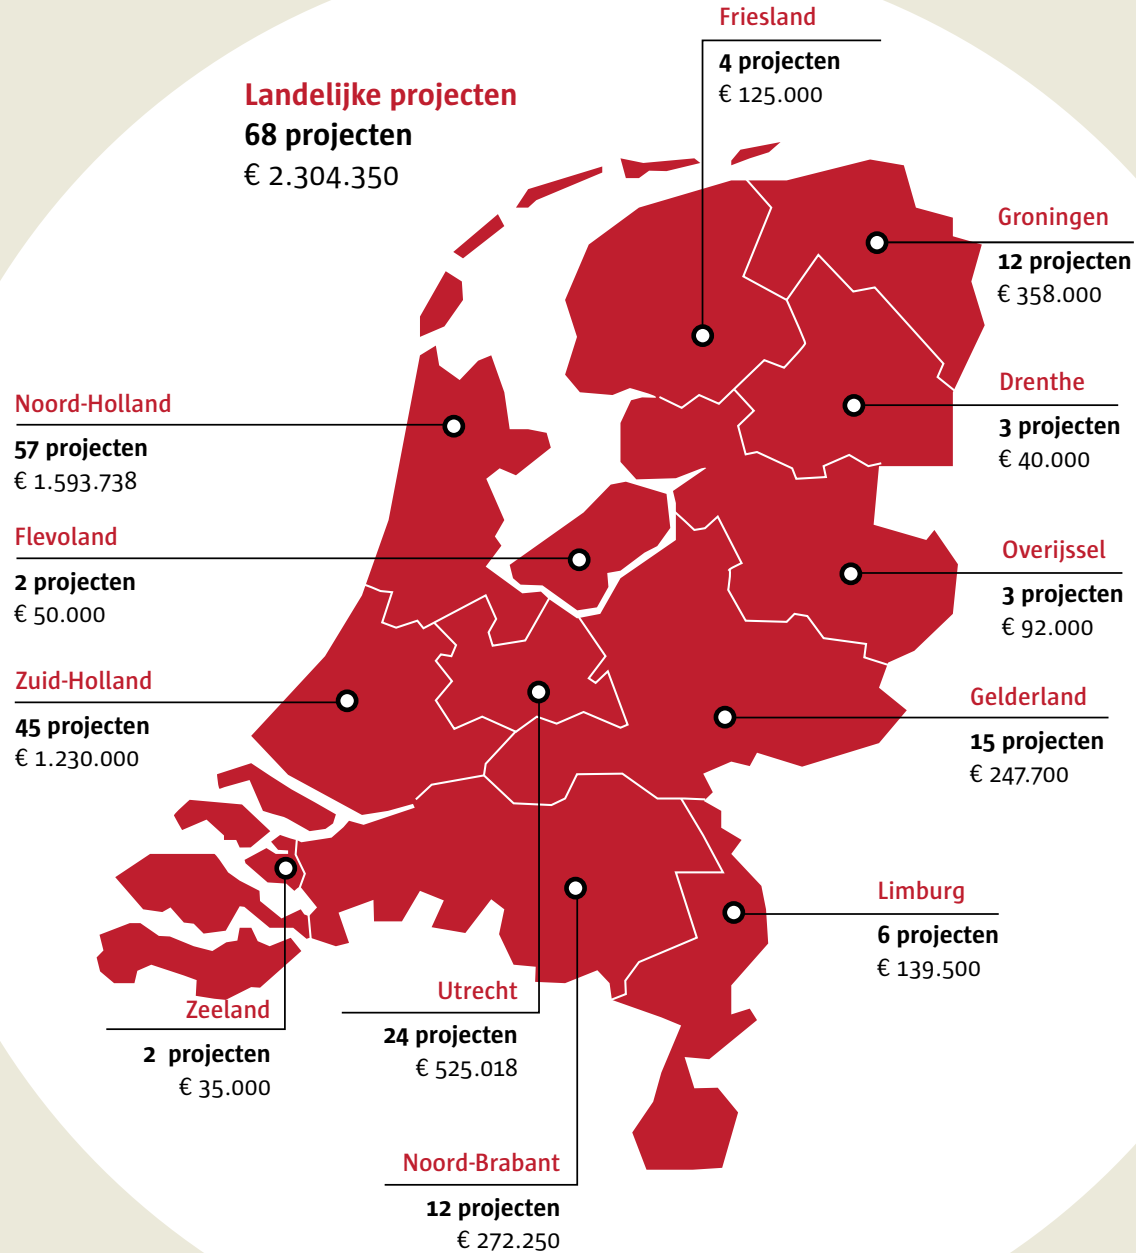 Friesland
4 projecten
€ 125.000
Landelijke projecten
68 projecten
€ 2.304.350
Groningen
12 projecten
€ 358.000
Drenthe
3 projecten
€ 40.000
Noord-Holland
57 projecten
€ 1.593.738
Flevoland
2 projecten
€ 50.000
Overijssel
3 projecten
€ 92.000
Zuid-Holland
45 projecten
€ 1.230.000
Gelderland
15 projecten
€ 247.700
Limburg
6 projecten
€ 139.500
Zeeland
2 projecten
€ 35.000
Utrecht
24 projecten
€ 525.018
Noord-Brabant
12 projecten
€ 272.250